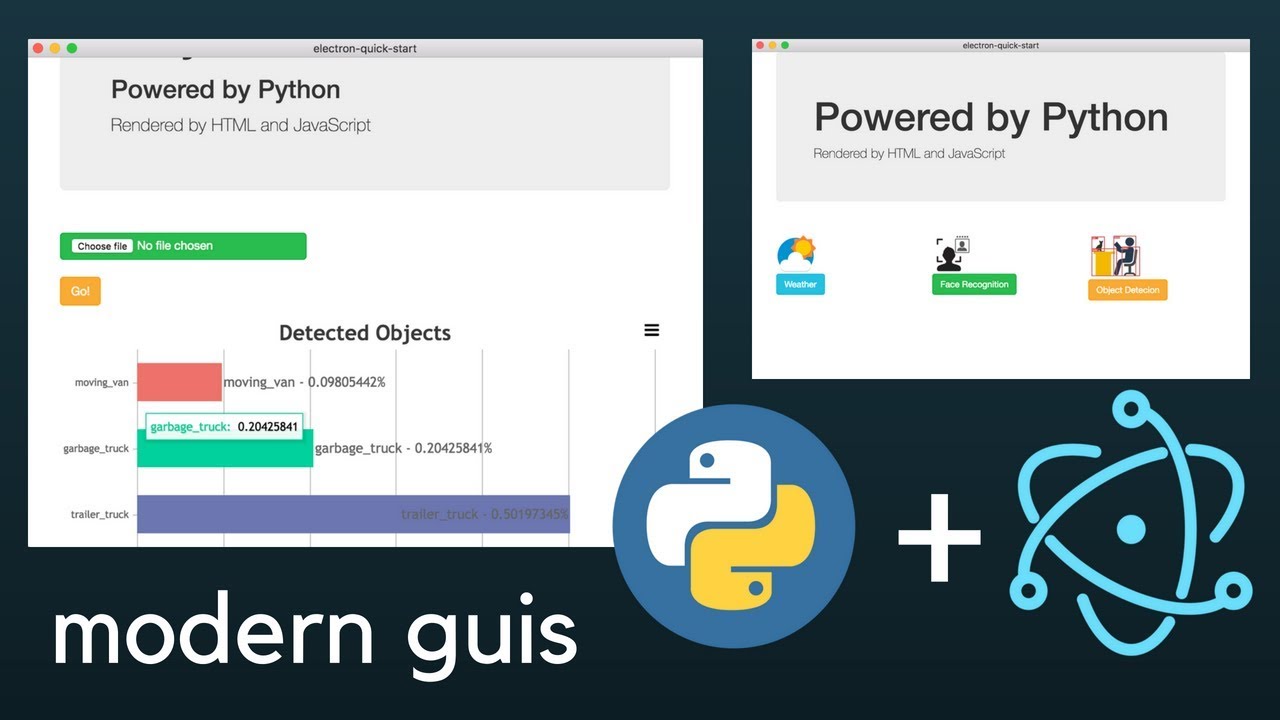 electron-quick-start
Powered by Python
Rendered by HTML and JavaScript
Choose file No file chosen
Go!
Detected Objects
moving_van
moving_van - 0.09805442%
garbage_truck: 0.20425841
garbage_truck
garbage_truck - 0.20425841%
trailer_truck
trailer_truck - 0.50197345%
electron-quick-start
Powered by Python
Rendered by HTML and JavaScript
Weather
Face Recognition
Object Detecion
+
modern guis